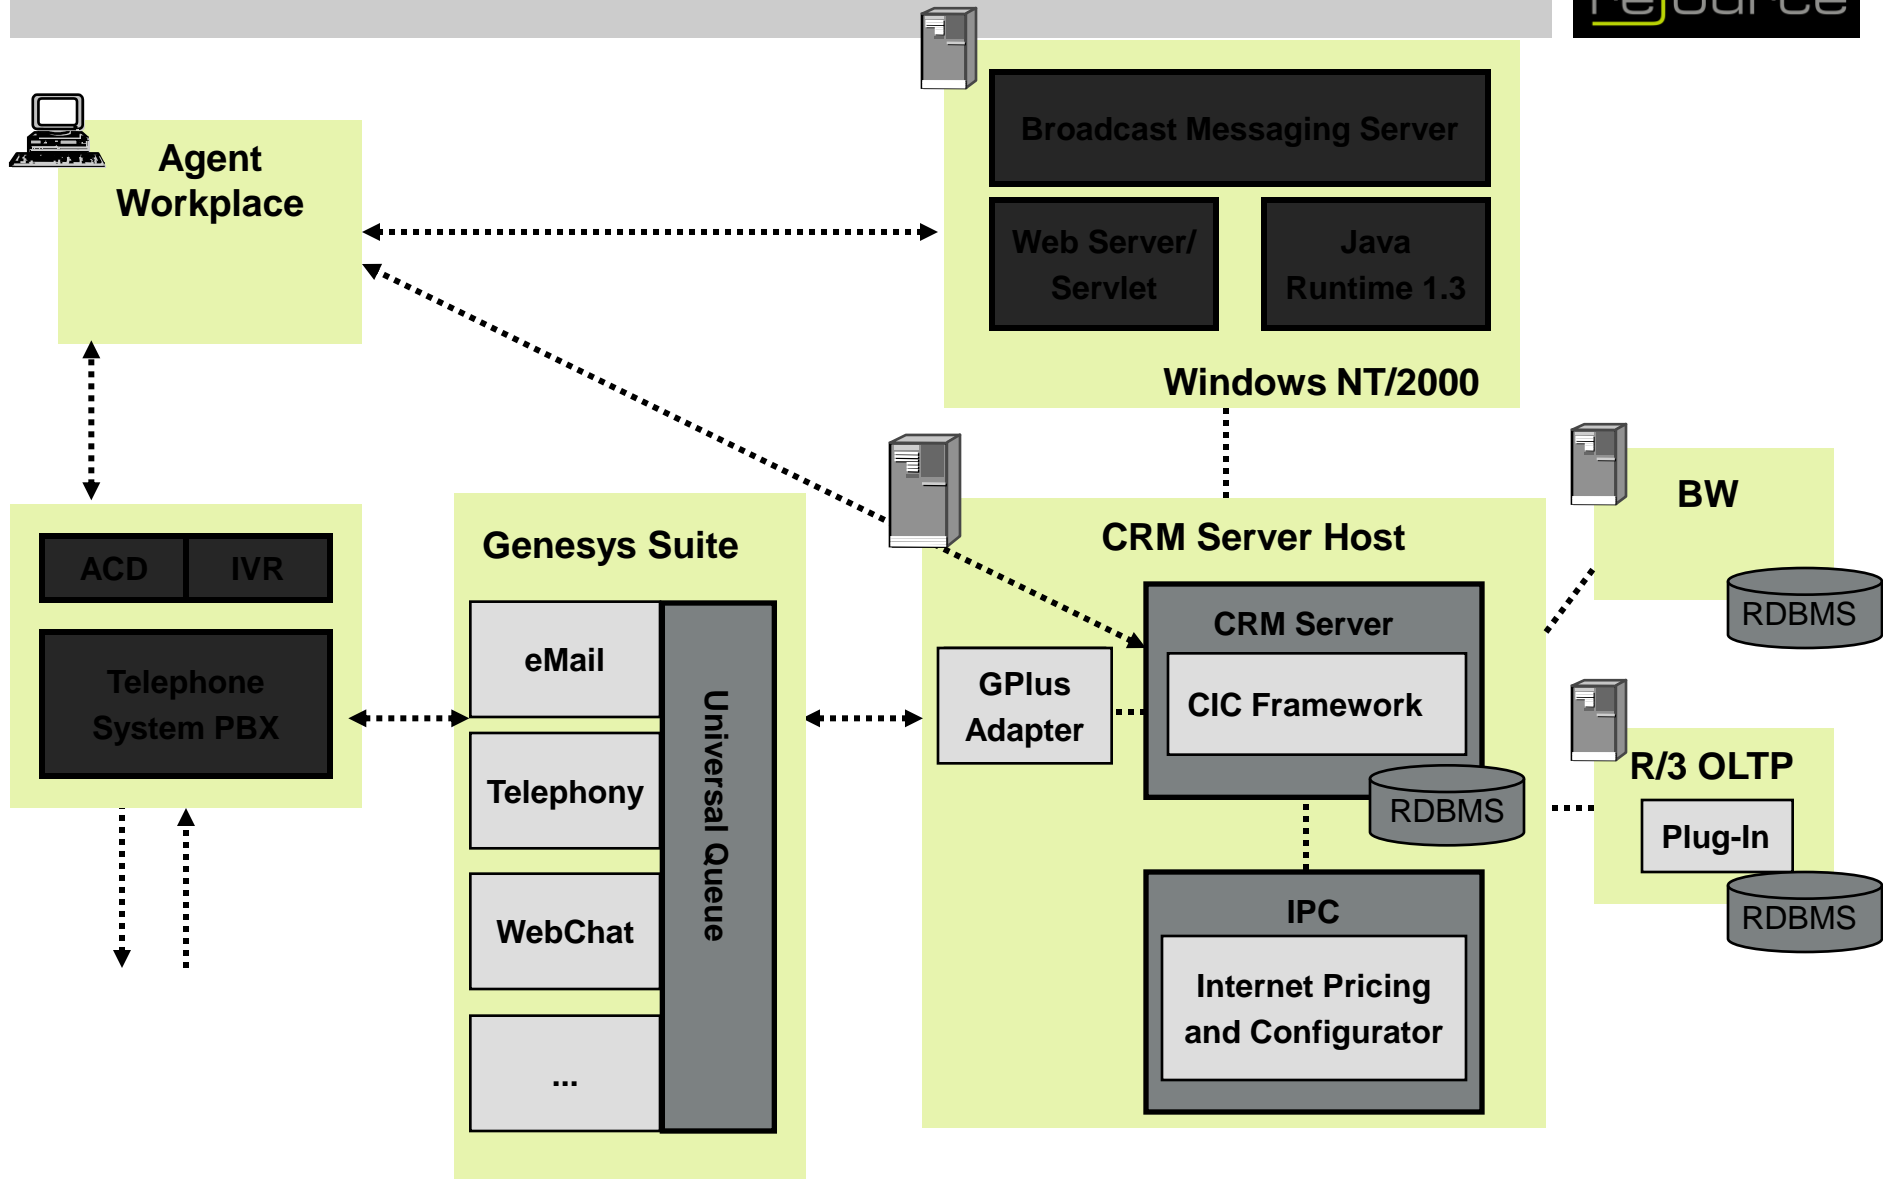 resource
Agent
Workplace
Broadcast Messaging Server
Web Server/
Servlet
Java
Runtime 1.3
Windows NT/2000
ACD
IVR
Telephone
System PBX
Genesys Suite
eMail
Telephony
WebChat
...
Universal Queue
CRM Server Host
CRM Server
CIC Framework
GPlus
Adapter
RDBMS
IPC
Internet Pricing
and Configurator
BW
RDBMS
R/3 OLTP
Plug-In
RDBMS